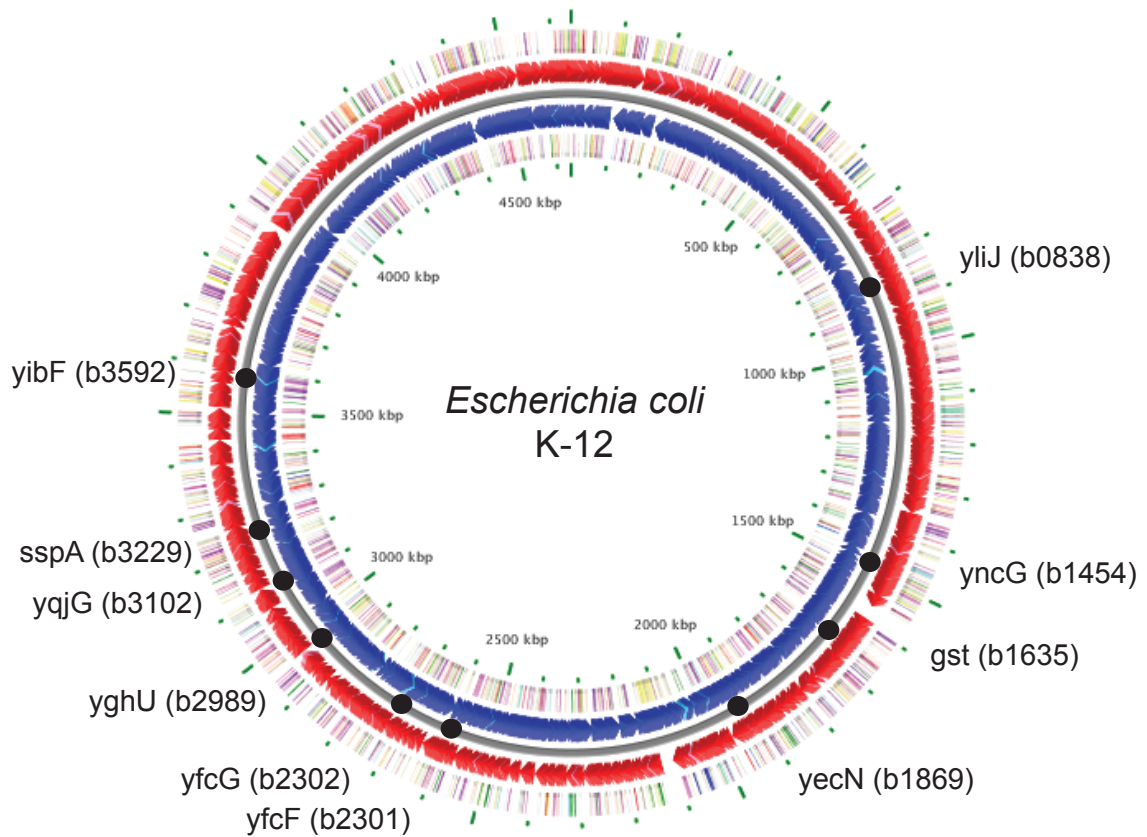 4500 kbp
500 kbp
yliJ (b0838)
4000 kbp
yibF (b3592)
1000 kbp
Escherichia coli
K-12
3500 kbp
1500 kbp
sspA (b3229)
3000 kbp
yncG (b1454)
yqjG (b3102)
2000 kbp
2500 kbp
gst (b1635)
yghU (b2989)
yfcG (b2302)
yecN (b1869)
yfcF (b2301)